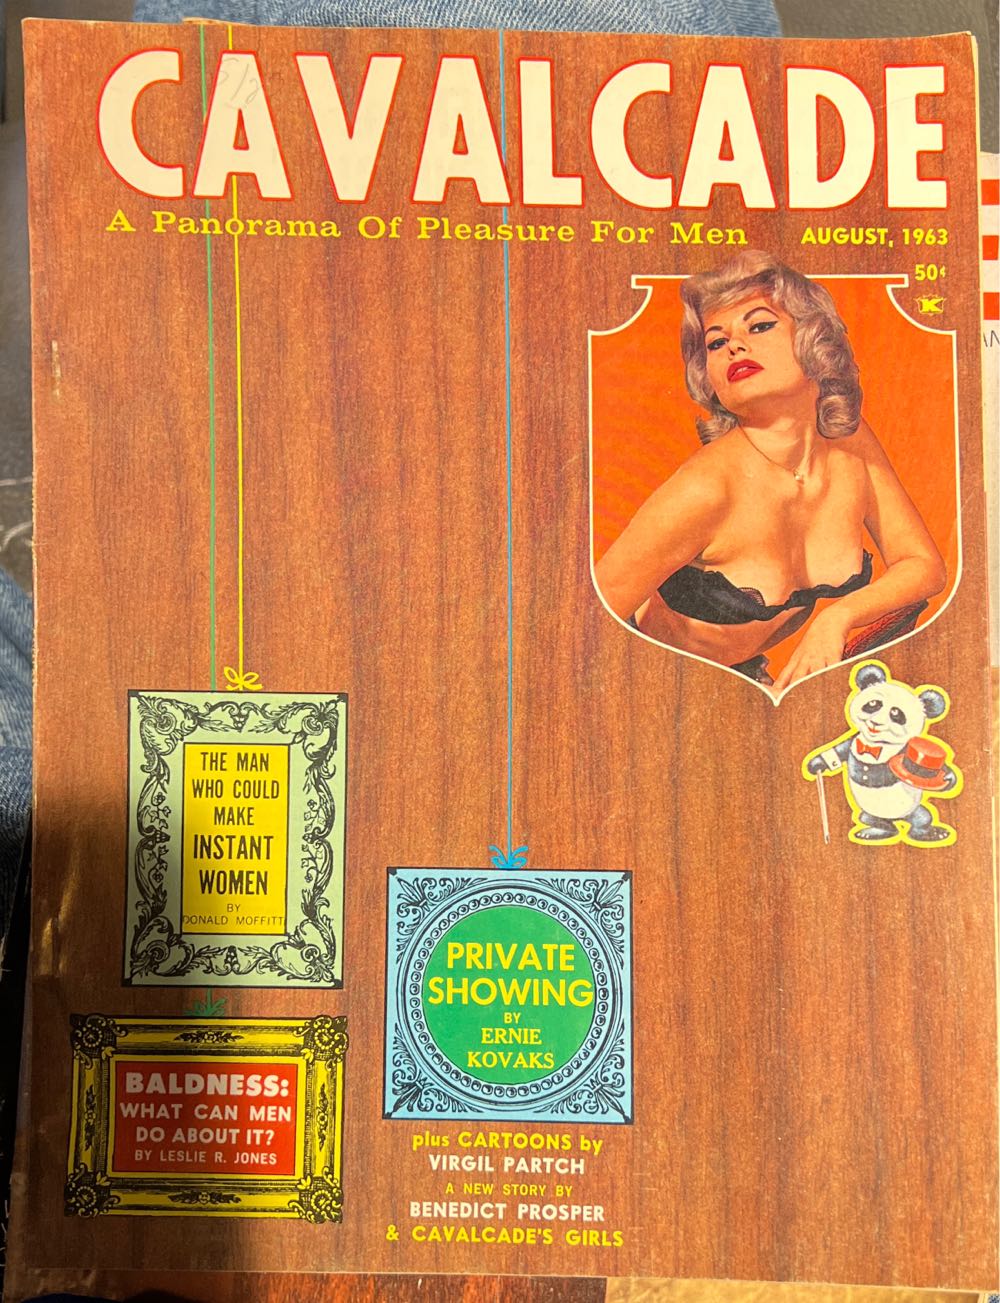 CAVALCADE
A Panorama Of Pleasure For Men
AUGUST, 1963
50¢
K
THE MAN
WHO COULD
MAKE
INSTANT
WOMEN
BY
DONALD MOFFITT
PRIVATE
SHOWING
BY
ERNIE
KOVAKS
BALDNESS:
WHAT CAN MEN
DO ABOUT IT?
BY LESLIE R. JONES
plus CARTOONS by
VIRGIL PARTCH
A NEW STORY BY
BENEDICT PROSPER
& CAVALCADE'S GIRLS